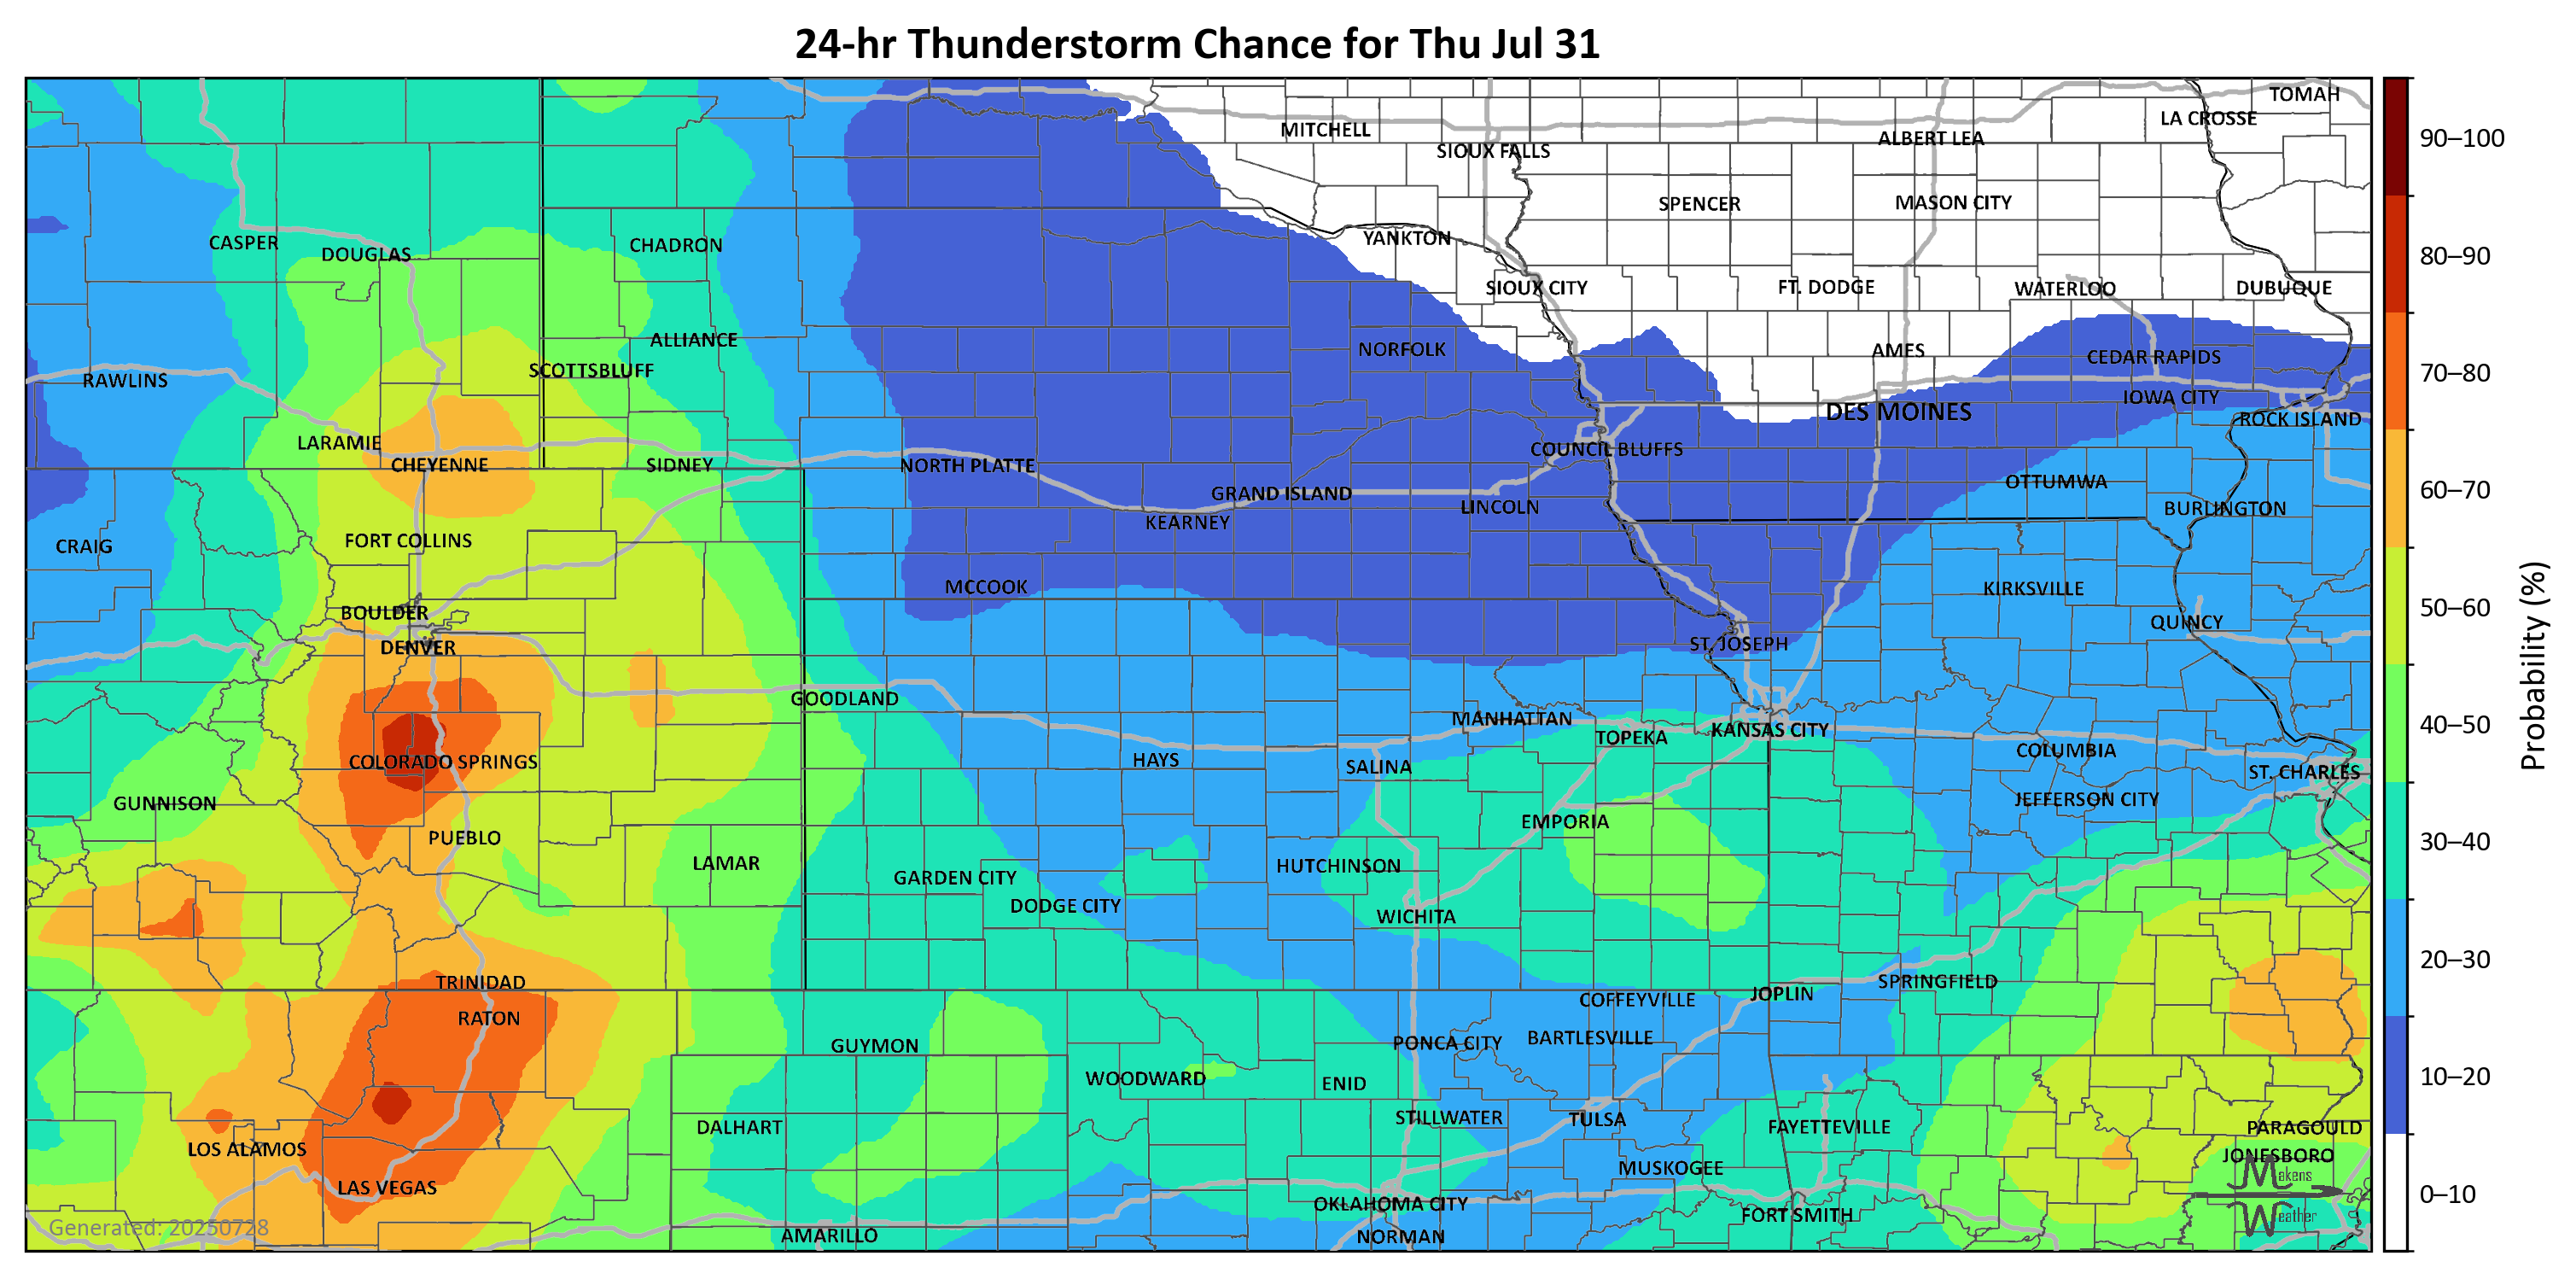 24-hr Thunderstorm Chance for Thu Jul 31
TOMAH
LA CROSSE
MITCHELL
ALBERT LEA
SIOUX FALLS
SPENCER
MASON CITY
YANKTON
CASPER
CHADRON
DOUGLAS
SIOUX CITY
FT. DODGE
WATERLOO
DUBUQUE
ALLIANCE
NORFOLK
AMES
CEDAR RAPIDS
SCOTTSBLUFF
RAWLINS
IOWA CITY
DES MOINES
ROCK ISLAND
LARAMIE
COUNCIL BLUFFS
CHEYENNE
SIDNEY
NORTH PLATTE
OTTUMWA
GRAND ISLAND
LINCOLN
BURLINGTON
KEARNEY
FORT COLLINS
CRAIG
MCCOOK
KIRKSVILLE
BOULDER
QUINCY
DENVER
ST. JOSEPH
GOODLAND
MANHATTAN
KANSAS CITY
TOPEKA
COLUMBIA
HAYS
COLORADO SPRINGS
SALINA
ST. CHARLES
JEFFERSON CITY
GUNNISON
EMPORIA
PUEBLO
LAMAR
HUTCHINSON
GARDEN CITY
DODGE CITY
WICHITA
TRINIDAD
SPRINGFIELD
JOPLIN
COFFEYVILLE
RATON
BARTLESVILLE
GUYMON
PONCA CITY
WOODWARD
ENID
STILLWATER
TULSA
DALHART
FAYETTEVILLE
PARAGOULD
LOS ALAMOS
JONESBORO
MUSKOGEE
LAS VEGAS
OKLAHOMA CITY
FORT SMITH
AMARILLO
NORMAN
Generated: 20250728
Makens
Weather
90–100
80–90
70–80
60–70
50–60
40–50
30–40
20–30
10–20
0–10
Probability (%)